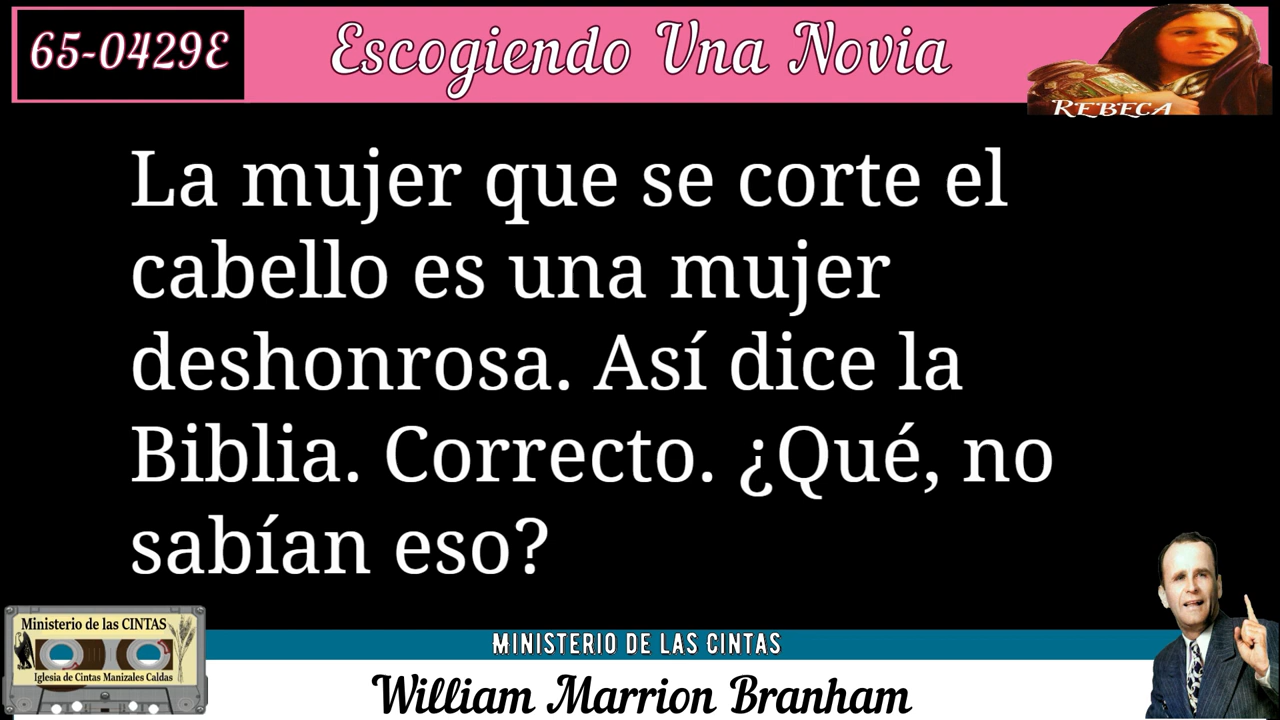 65-0429E
Escogiendo Una Novia
REBECA
La mujer que se corte el
cabello es una mujer
deshonrosa. Así dice la
Biblia. Correcto. ¿Qué, no
sabían eso?
Ministerio de las CINTAS
Iglesia de Cintas Manizales Caldas
MINISTERIO DE LAS CINTAS
William Marrion Branham